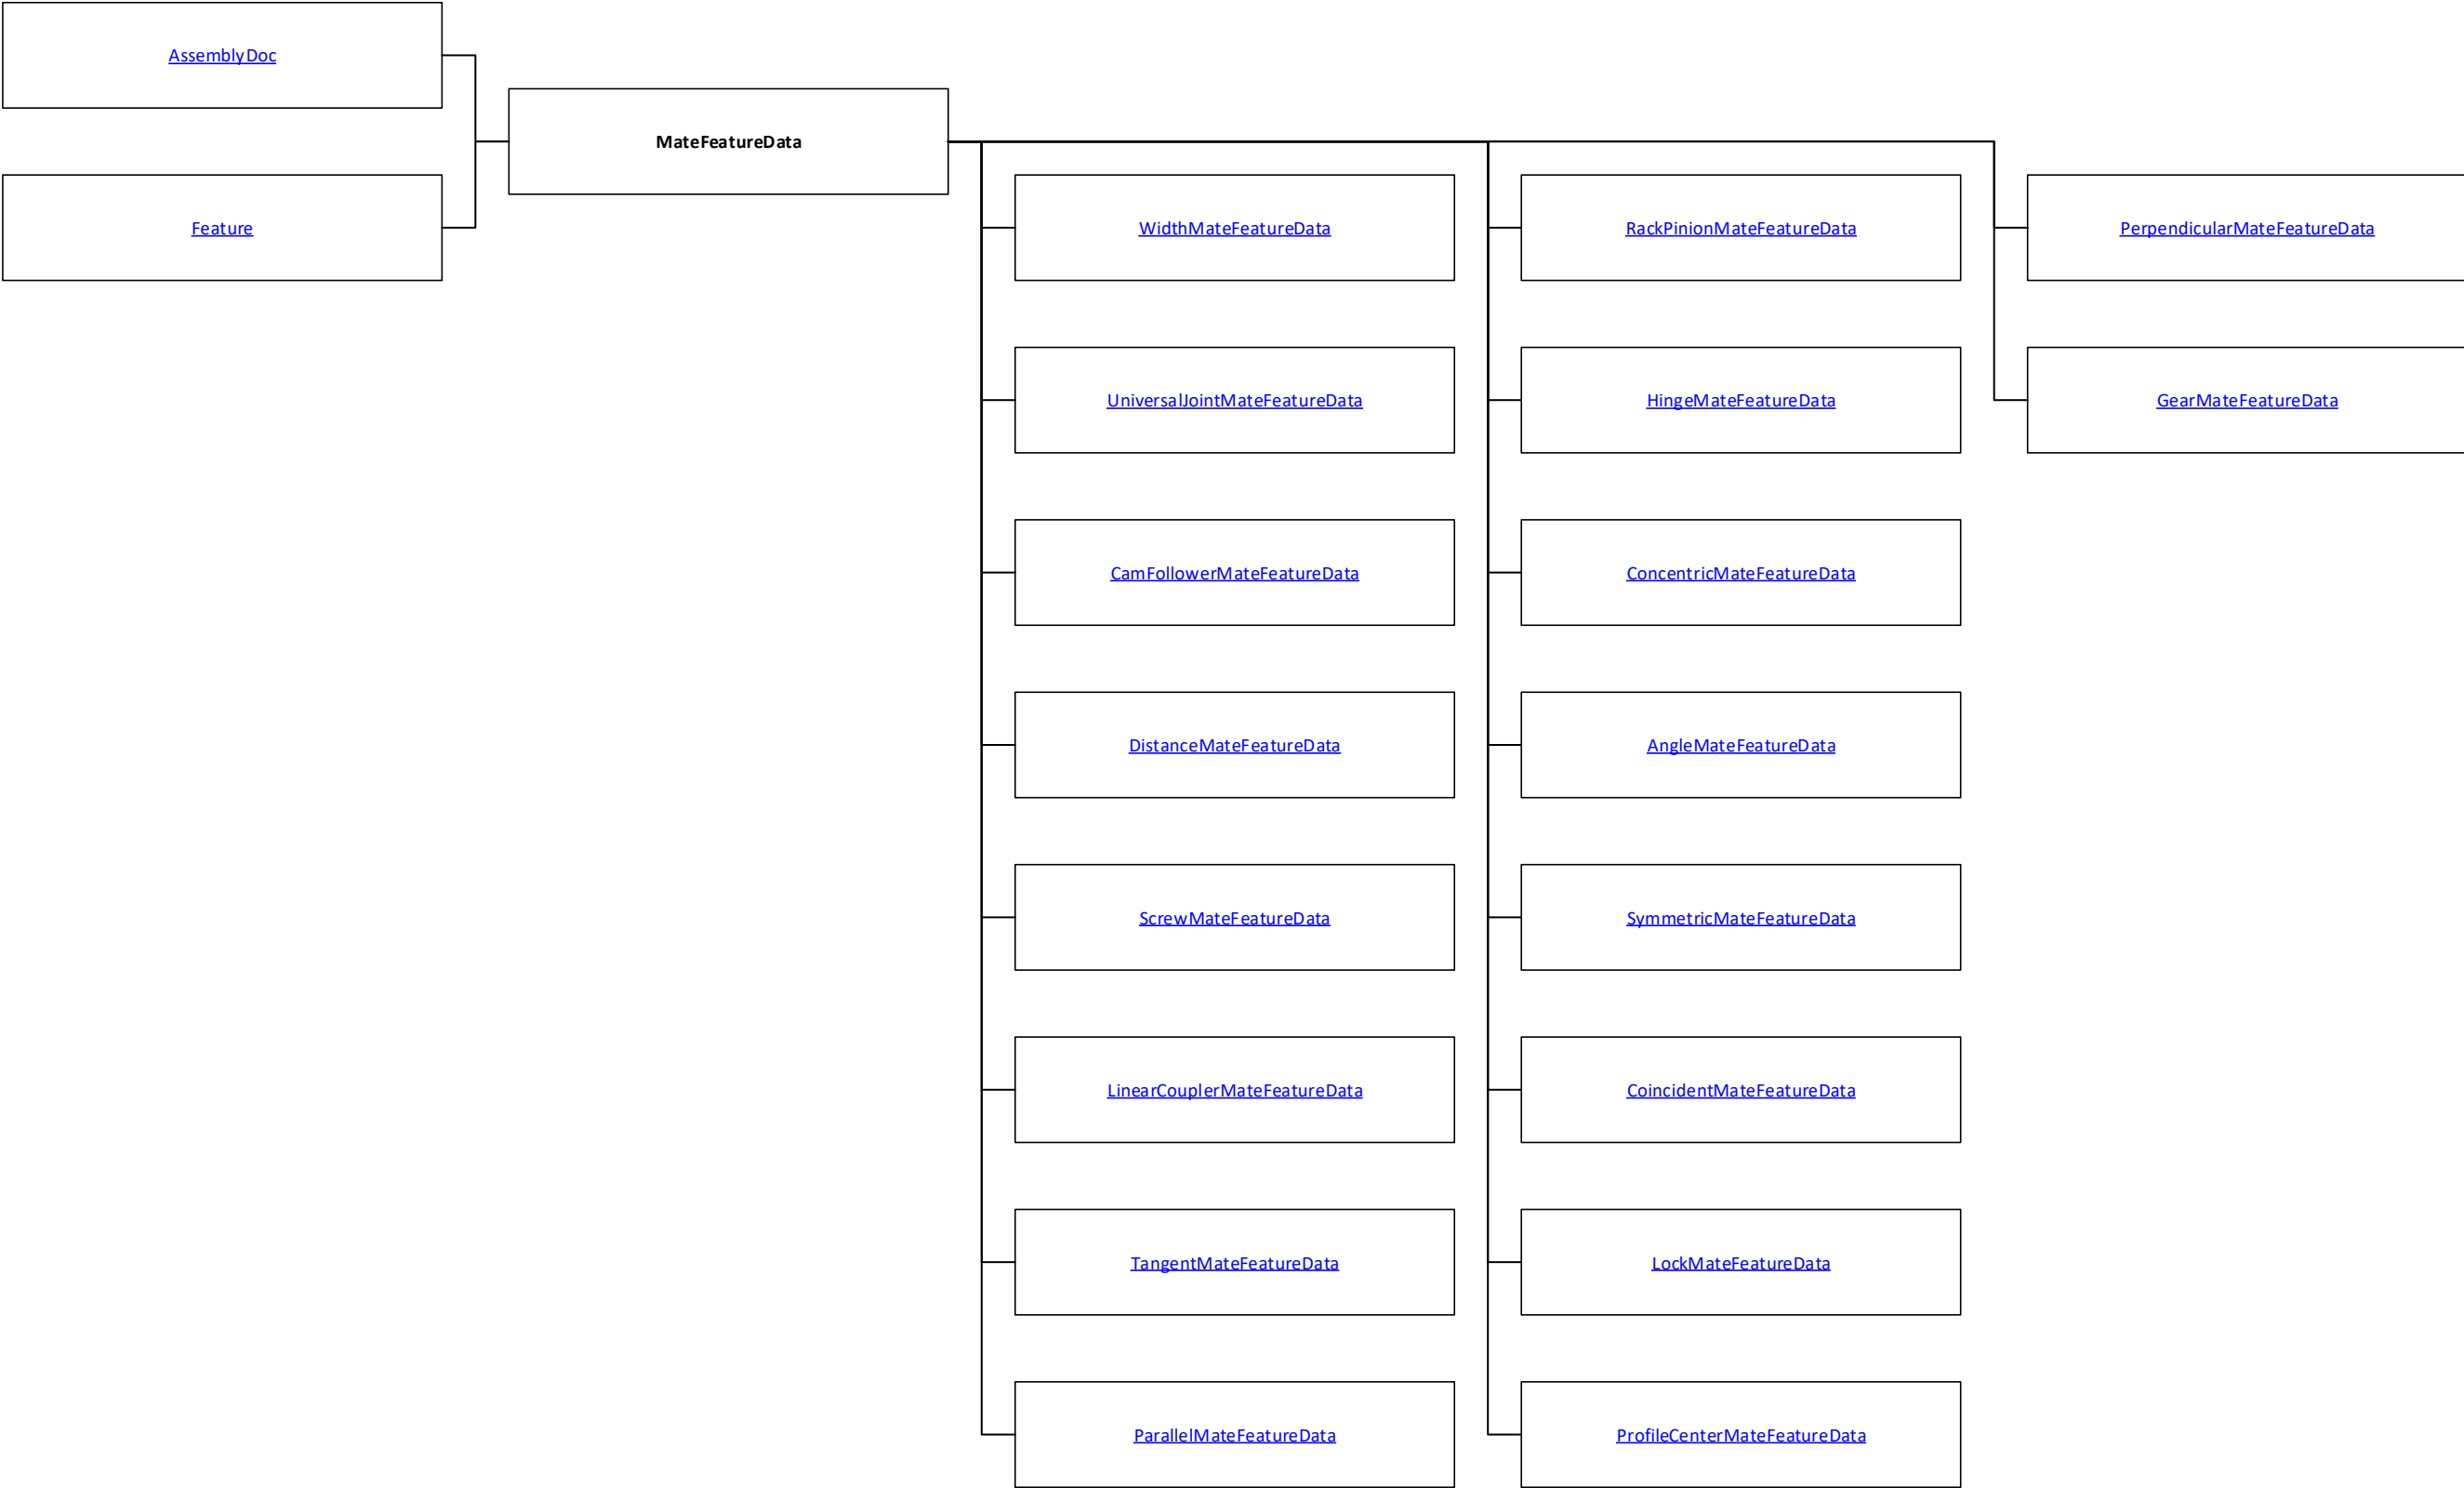 AssemblyDoc
MateFeatureData
Feature
WidthMateFeatureData
RackPinionMateFeatureData
PerpendicularMateFeatureData
UniversalJointMateFeatureData
HingeMateFeatureData
GearMateFeatureData
CamFollowerMateFeatureData
ConcentricMateFeatureData
DistanceMateFeatureData
AngleMateFeatureData
ScrewMateFeatureData
SymmetricMateFeatureData
LinearCouplerMateFeatureData
CoincidentMateFeatureData
TangentMateFeatureData
LockMateFeatureData
ParallelMateFeatureData
ProfileCenterMateFeatureData